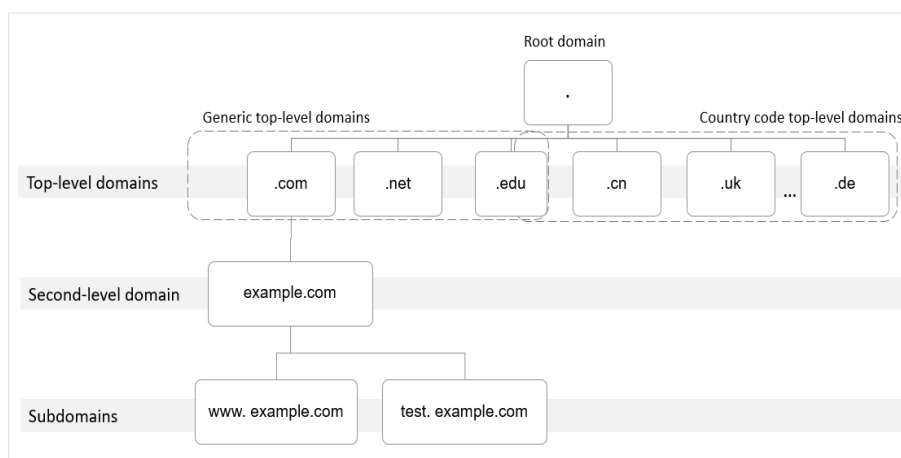 Root domain
.
Generic top-level domains
Country code top-level domains
Top-level domains
.com
.net
.edu
.cn
.uk
...
.de
Second-level domain
example.com
Subdomains
www. example.com
test. example.com